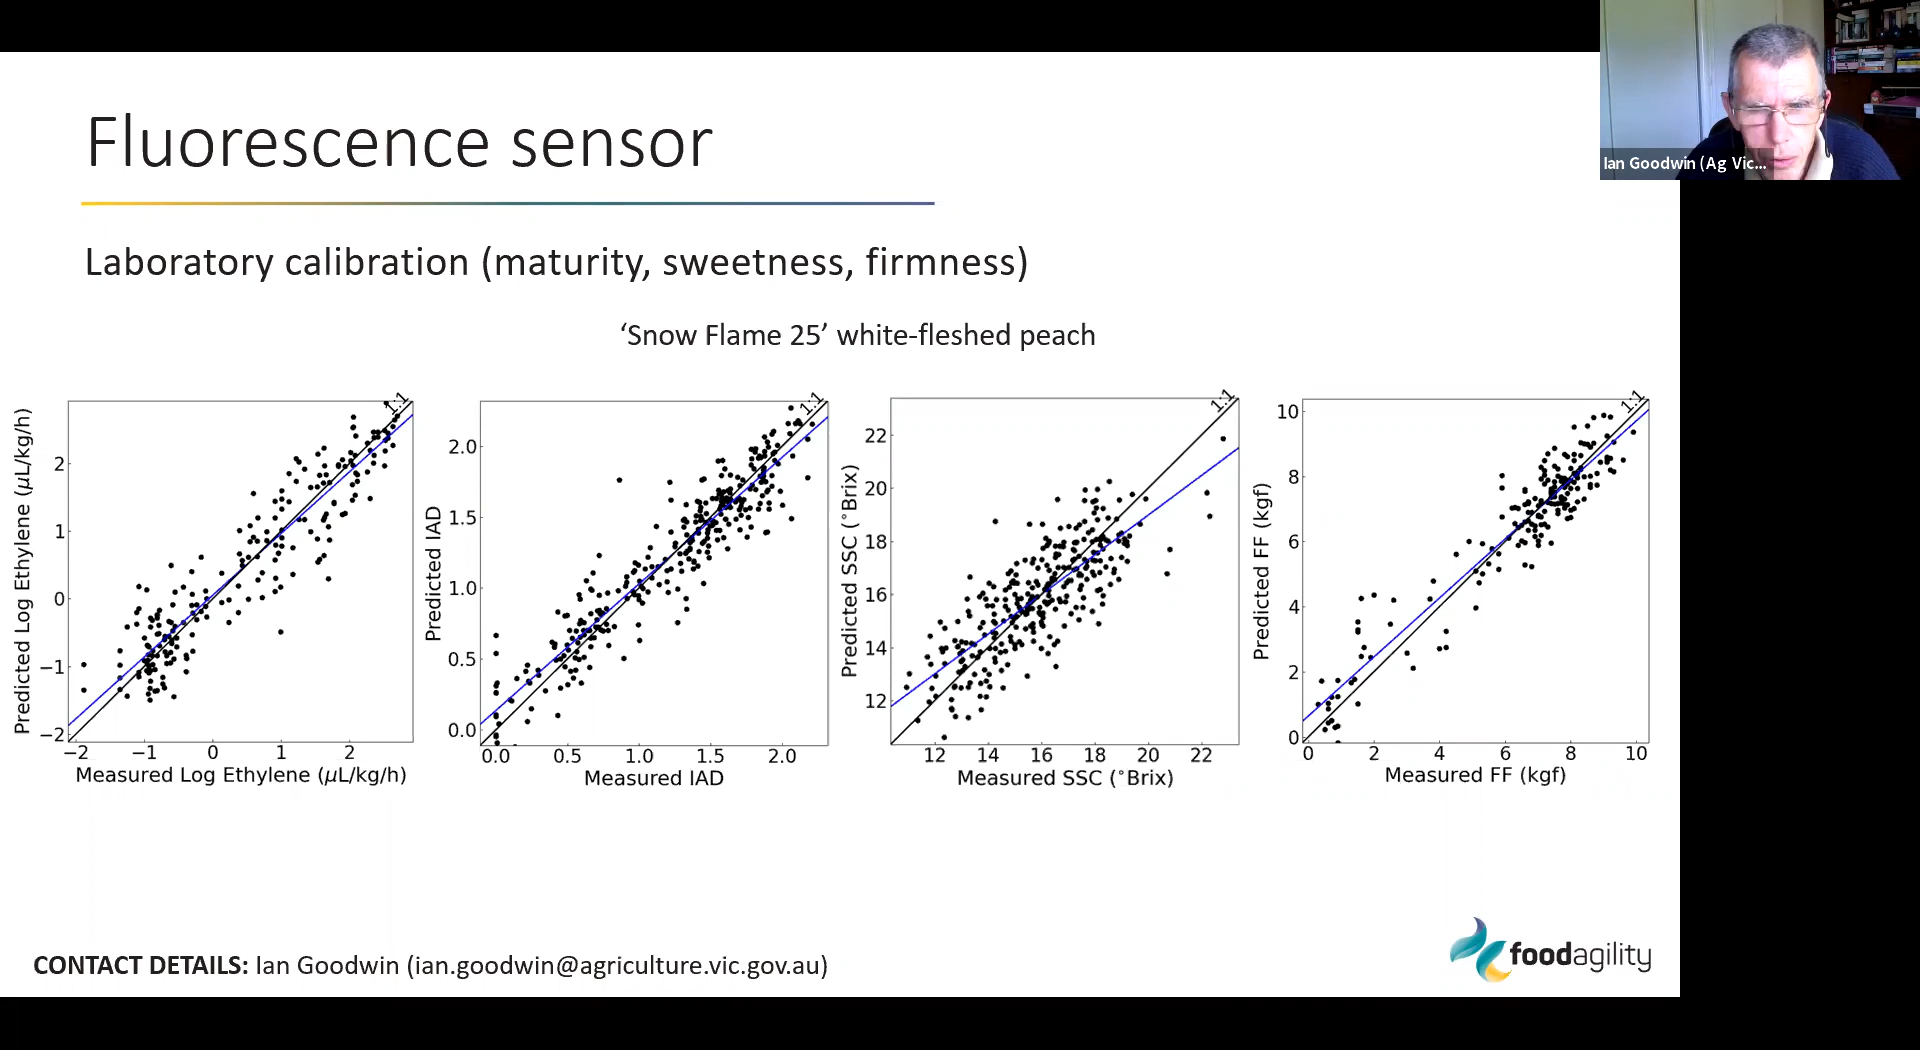 Ian Goodwin (Ag Vic...
Fluorescence sensor
Laboratory calibration (maturity, sweetness, firmness)
‘Snow Flame 25’ white-fleshed peach
Predicted Log Ethylene (μL/kg/h)
2
1
0
−1
−2
1:1
−2 −1 0 1 2
Measured Log Ethylene (μL/kg/h)
Predicted IAD
2.0
1.5
1.0
0.5
0.0
1:1
0.0 0.5 1.0 1.5 2.0
Measured IAD
Predicted SSC (°Brix)
22
20
18
16
14
12
1:1
12 14 16 18 20 22
Measured SSC (°Brix)
Predicted FF (kgf)
10
8
6
4
2
0
1:1
0 2 4 6 8 10
Measured FF (kgf)
CONTACT DETAILS: Ian Goodwin (ian.goodwin@agriculture.vic.gov.au)
foodagility